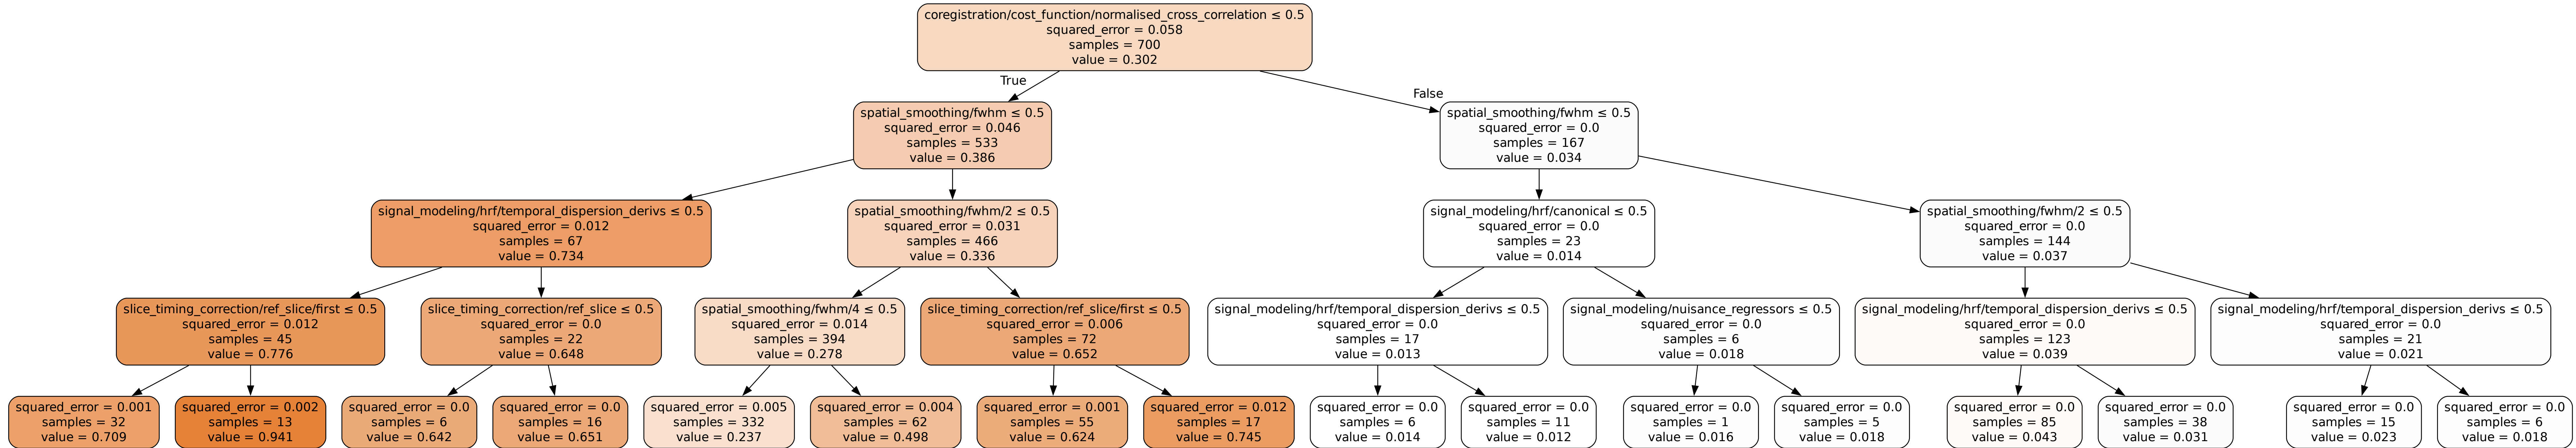 coregistration/cost_function/normalised_cross_correlation ≤ 0.5
squared_error = 0.058
samples = 700
value = 0.302
True
False
spatial_smoothing/fwhm ≤ 0.5
squared_error = 0.046
samples = 533
value = 0.386
spatial_smoothing/fwhm ≤ 0.5
squared_error = 0.0
samples = 167
value = 0.034
signal_modeling/hrf/temporal_dispersion_derivs ≤ 0.5
squared_error = 0.012
samples = 67
value = 0.734
spatial_smoothing/fwhm/2 ≤ 0.5
squared_error = 0.031
samples = 466
value = 0.336
signal_modeling/hrf/canonical ≤ 0.5
squared_error = 0.0
samples = 23
value = 0.014
spatial_smoothing/fwhm/2 ≤ 0.5
squared_error = 0.0
samples = 144
value = 0.037
slice_timing_correction/ref_slice/first ≤ 0.5
squared_error = 0.012
samples = 45
value = 0.776
slice_timing_correction/ref_slice ≤ 0.5
squared_error = 0.0
samples = 22
value = 0.648
spatial_smoothing/fwhm/4 ≤ 0.5
squared_error = 0.014
samples = 394
value = 0.278
slice_timing_correction/ref_slice/first ≤ 0.5
squared_error = 0.006
samples = 72
value = 0.652
signal_modeling/hrf/temporal_dispersion_derivs ≤ 0.5
squared_error = 0.0
samples = 17
value = 0.013
signal_modeling/nuisance_regressors ≤ 0.5
squared_error = 0.0
samples = 6
value = 0.018
signal_modeling/hrf/temporal_dispersion_derivs ≤ 0.5
squared_error = 0.0
samples = 123
value = 0.039
signal_modeling/hrf/temporal_dispersion_derivs ≤ 0.5
squared_error = 0.0
samples = 21
value = 0.021
squared_error = 0.001
samples = 32
value = 0.709
squared_error = 0.002
samples = 13
value = 0.941
squared_error = 0.0
samples = 6
value = 0.642
squared_error = 0.0
samples = 16
value = 0.651
squared_error = 0.005
samples = 332
value = 0.237
squared_error = 0.004
samples = 62
value = 0.498
squared_error = 0.001
samples = 55
value = 0.624
squared_error = 0.012
samples = 17
value = 0.745
squared_error = 0.0
samples = 6
value = 0.014
squared_error = 0.0
samples = 11
value = 0.012
squared_error = 0.0
samples = 1
value = 0.016
squared_error = 0.0
samples = 5
value = 0.018
squared_error = 0.0
samples = 85
value = 0.043
squared_error = 0.0
samples = 38
value = 0.031
squared_error = 0.0
samples = 15
value = 0.023
squared_error = 0.0
samples = 6
value = 0.018